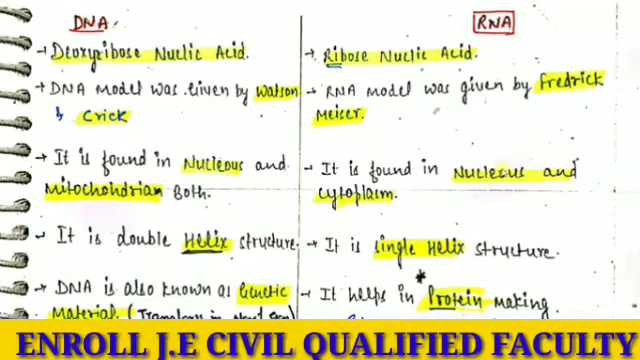 DNA
RNA
→ Deoxyribose Nuclic Acid.
→ Ribose Nuclic Acid.
→ DNA model was given by Watson
& Crick
→ RNA model was given by Fredrick
Meiser.
→ It is found in Nucleous and
Mitochondrian Both.
→ It is found in Nucleous and
cytoplasm.
→ It is double Helix structure.
→ It is single Helix structure.
→ DNA is also known as Genetic
Material. (
→ It helps in Protein making.
ENROLL J.E CIVIL QUALIFIED FACULTY